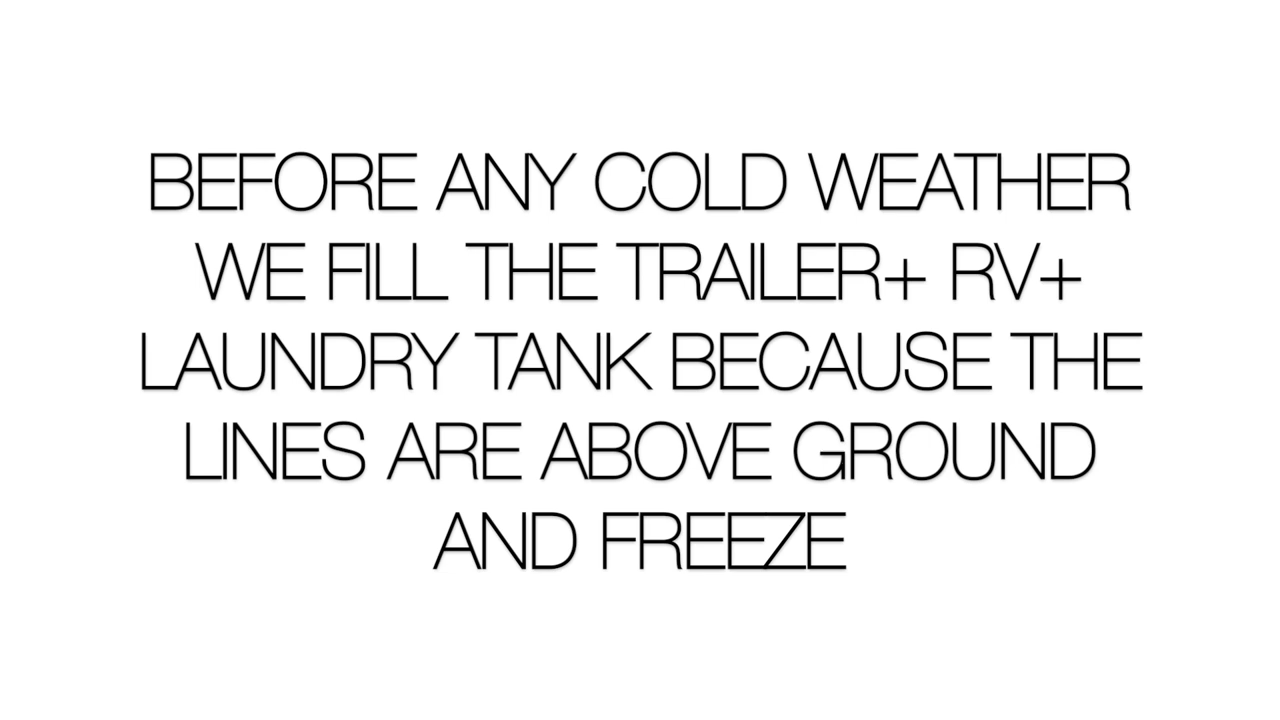 BEFORE ANY COLD WEATHER
WE FILL THE TRAILER+ RV+
LAUNDRY TANK BECAUSE THE
LINES ARE ABOVE GROUND
AND FREEZE